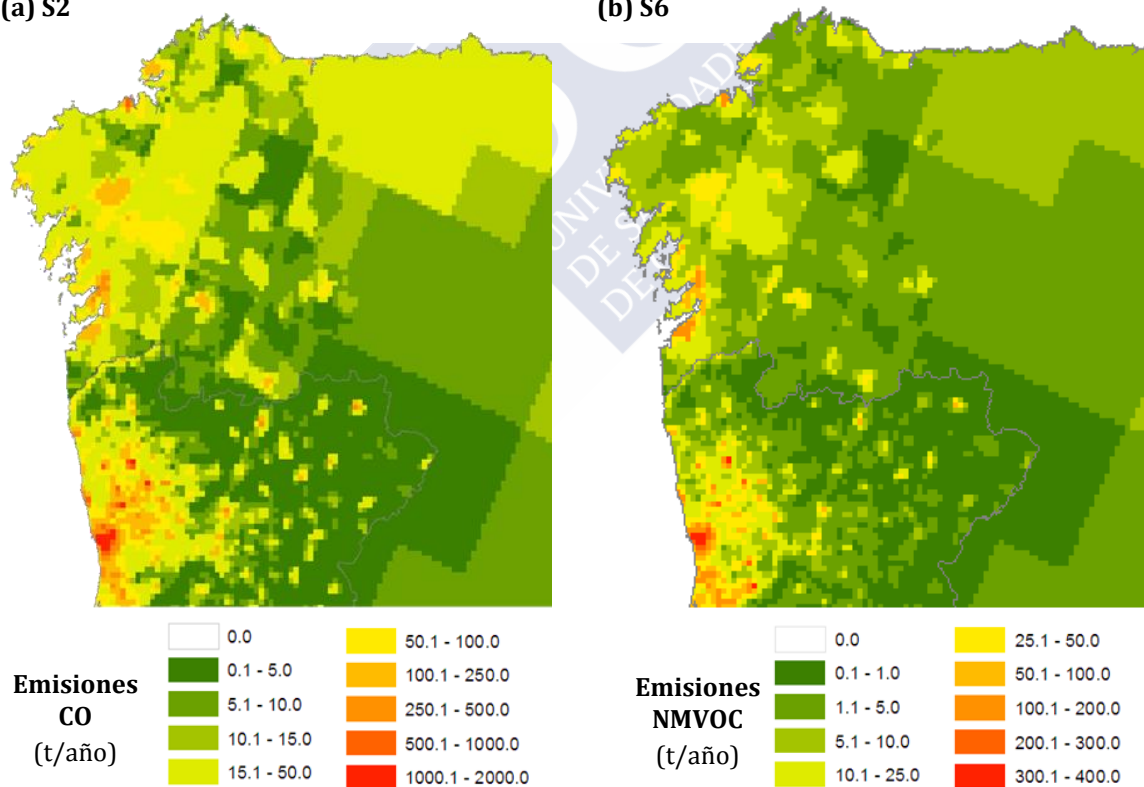 (a) S2
(b) S6
UNIVE
DE S
DE
DADE
Emisiones
CO
(t/año)
0.0
0.1 - 5.0
5.1 - 10.0
10.1 - 15.0
15.1 - 50.0
50.1 - 100.0
100.1 - 250.0
250.1 - 500.0
500.1 - 1000.0
1000.1 - 2000.0
Emisiones
NMVOC
(t/año)
0.0
0.1 - 1.0
1.1 - 5.0
5.1 - 10.0
10.1 - 25.0
25.1 - 50.0
50.1 - 100.0
100.1 - 200.0
200.1 - 300.0
300.1 - 400.0